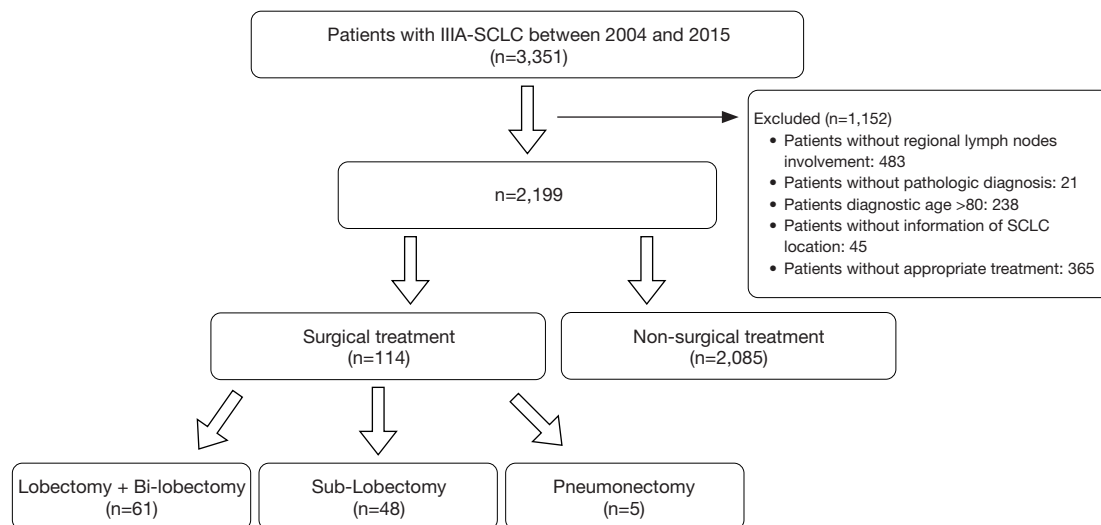 Patients with IIIA-SCLC between 2004 and 2015
(n=3,351)
Excluded (n=1,152)
• Patients without regional lymph nodes
involvement: 483
• Patients without pathologic diagnosis: 21
• Patients diagnostic age >80: 238
• Patients without information of SCLC
location: 45
• Patients without appropriate treatment: 365
n=2,199
Surgical treatment
(n=114)
Non-surgical treatment
(n=2,085)
Lobectomy + Bi-lobectomy
(n=61)
Sub-Lobectomy
(n=48)
Pneumonectomy
(n=5)